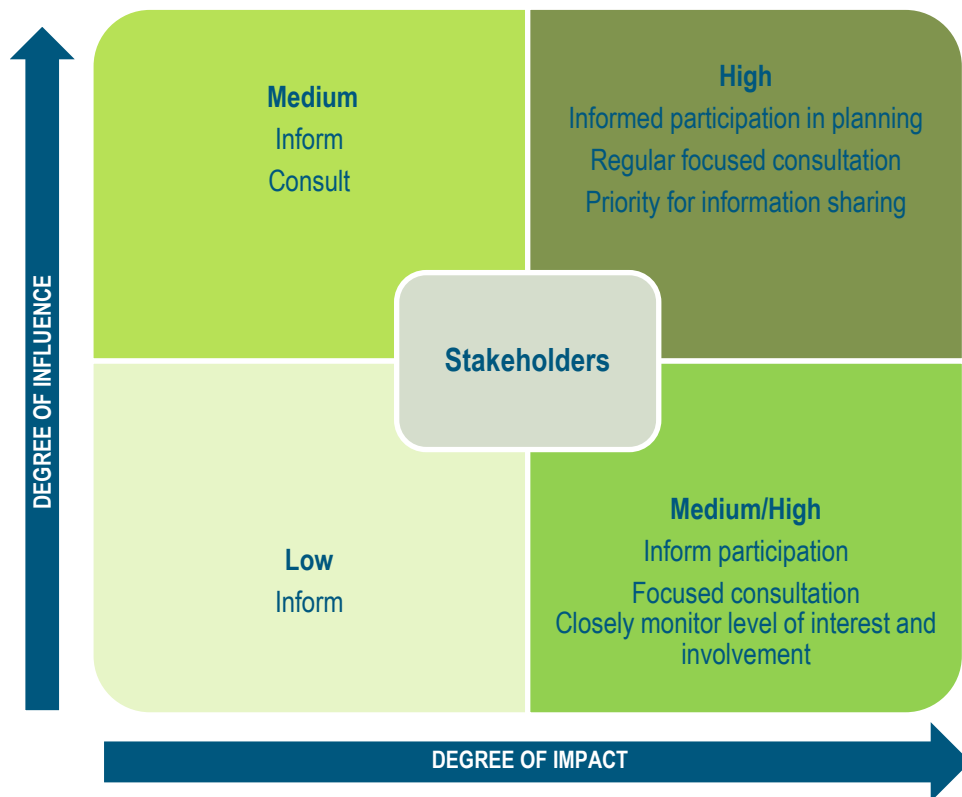 DEGREE OF INFLUENCE
Medium
Inform
Consult
High
Informed participation in planning
Regular focused consultation
Priority for information sharing
Stakeholders
Low
Inform
Medium/High
Inform participation
Focused consultation
Closely monitor level of interest and
involvement
DEGREE OF IMPACT